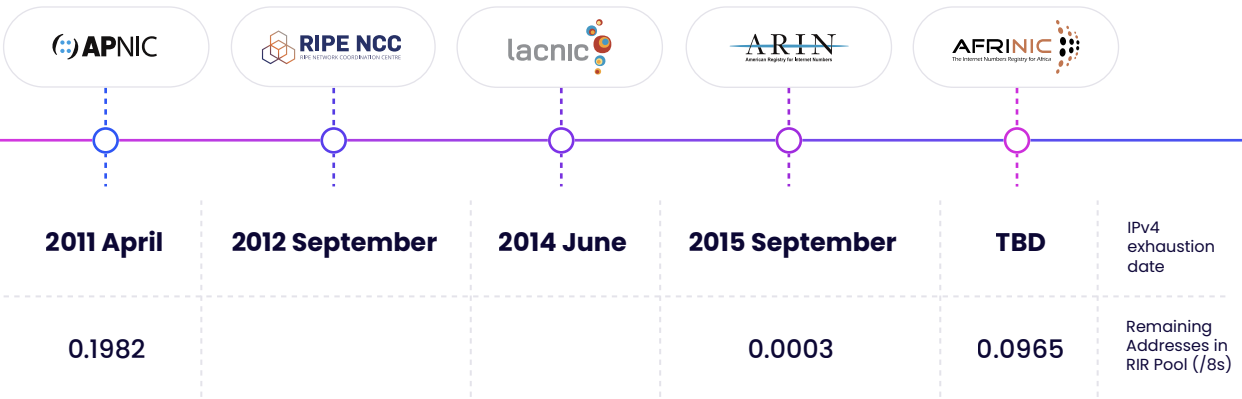 APNIC
RIPE NCC
RIPE NETWORK COORDINATION CENTRE
lacnic
ARIN
American Registry for Internet Numbers
AFRINIC
The Internet Numbers Registry for Africa
2011 April
2012 September
2014 June
2015 September
TBD
IPv4
exhaustion
date
0.1982
0.0003
0.0965
Remaining
Addresses in
RIR Pool (/8s)